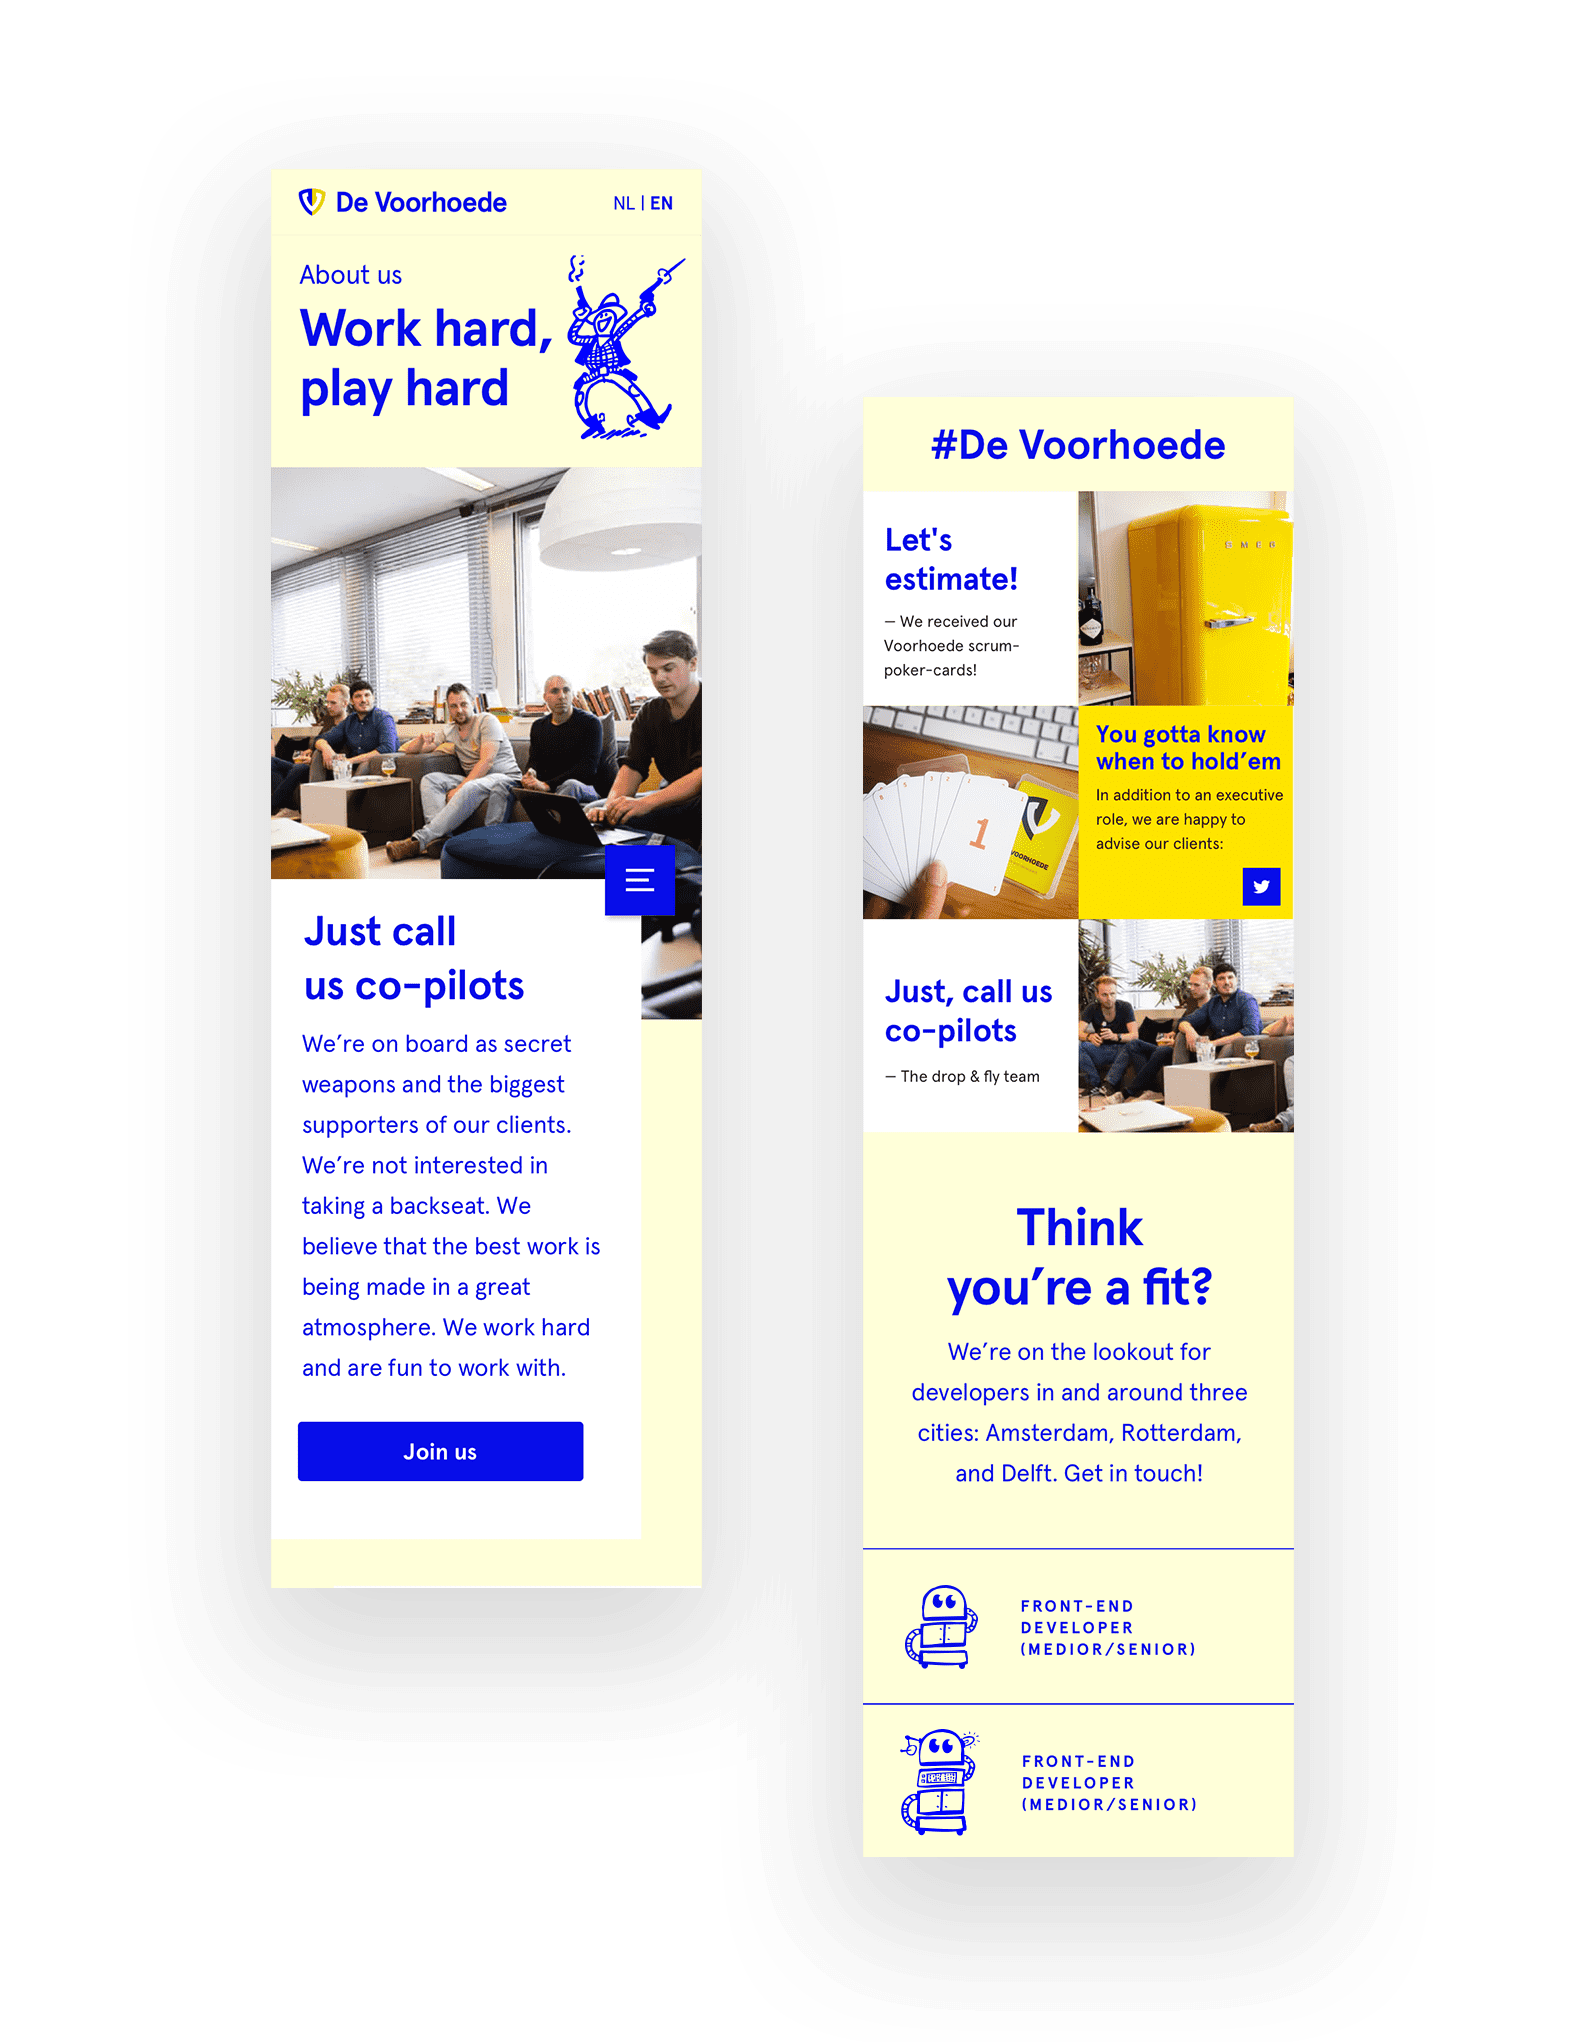 De Voorhoede
NL | EN
About us
Work hard,
play hard
Just call
us co-pilots
We’re on board as secret
weapons and the biggest
supporters of our clients.
We’re not interested in
taking a backseat. We
believe that the best work is
being made in a great
atmosphere. We work hard
and are fun to work with.
Join us
#De Voorhoede
Let's
estimate!
— We received our
Voorhoede scrum-
poker-cards!
SMEG
1
VOORHOEDE
You gotta know
when to hold’em
In addition to an executive
role, we are happy to
advise our clients:
Just, call us
co-pilots
— The drop & fly team
Think
you’re a fit?
We’re on the lookout for
developers in and around three
cities: Amsterdam, Rotterdam,
and Delft. Get in touch!
FRONT-END
DEVELOPER
(MEDIOR/SENIOR)
FRONT-END
DEVELOPER
(MEDIOR/SENIOR)